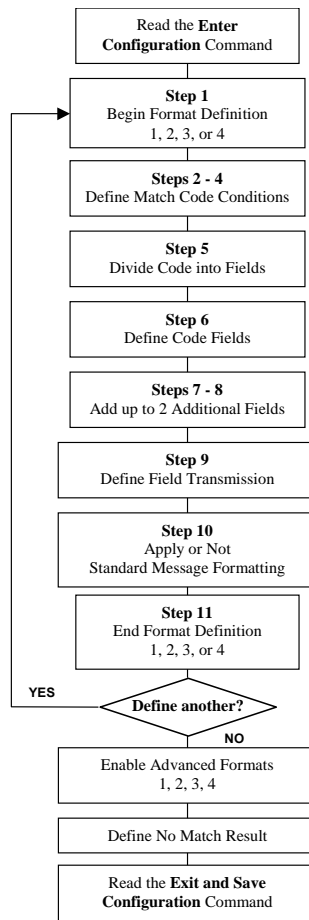 Read the Enter
Configuration Command
Step 1
Begin Format Definition
1, 2, 3, or 4
Steps 2 - 4
Define Match Code Conditions
Step 5
Divide Code into Fields
Step 6
Define Code Fields
Steps 7 - 8
Add up to 2 Additional Fields
Step 9
Define Field Transmission
Step 10
Apply or Not
Standard Message Formatting
Step 11
End Format Definition
1, 2, 3, or 4
YES
Define another?
NO
Enable Advanced Formats
1, 2, 3, 4
Define No Match Result
Read the Exit and Save
Configuration Command